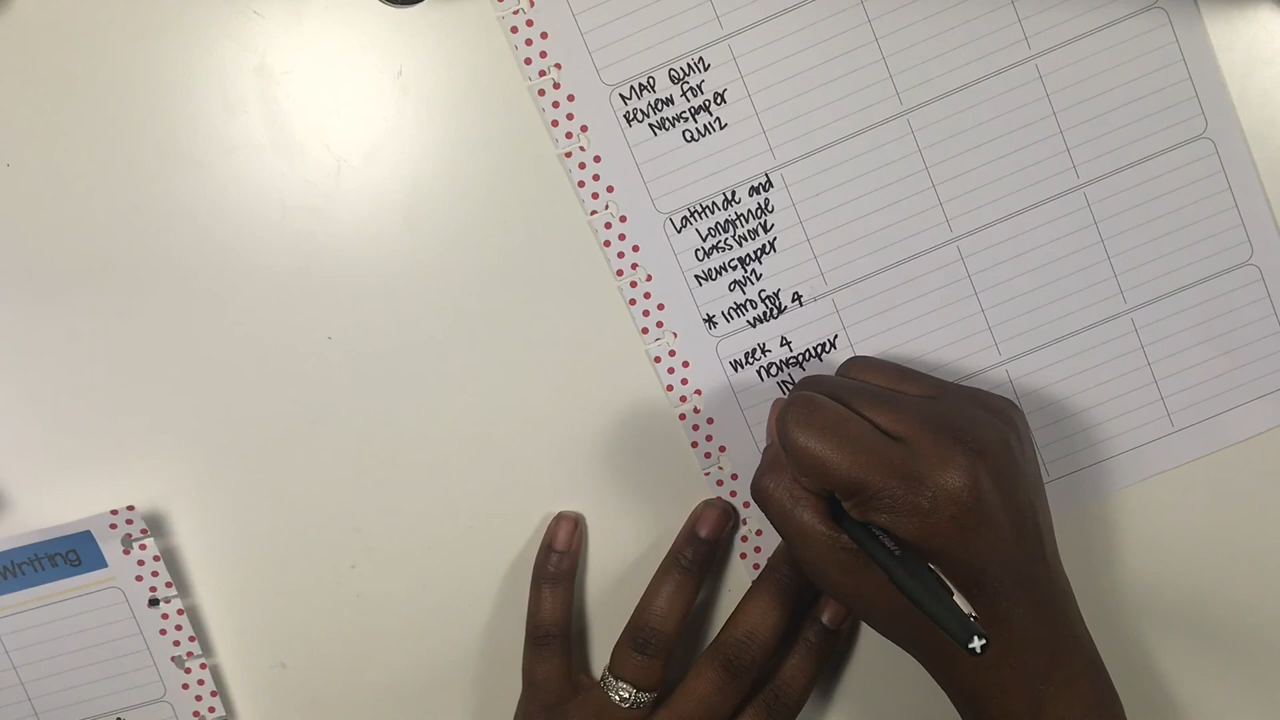 MAP QUIZ
Review for
Newspaper
QUIZ
Latitude and
Longitude
classwork
Newspaper
quiz
* Intro for
week 4
week 4
newspaper
IN
Writing